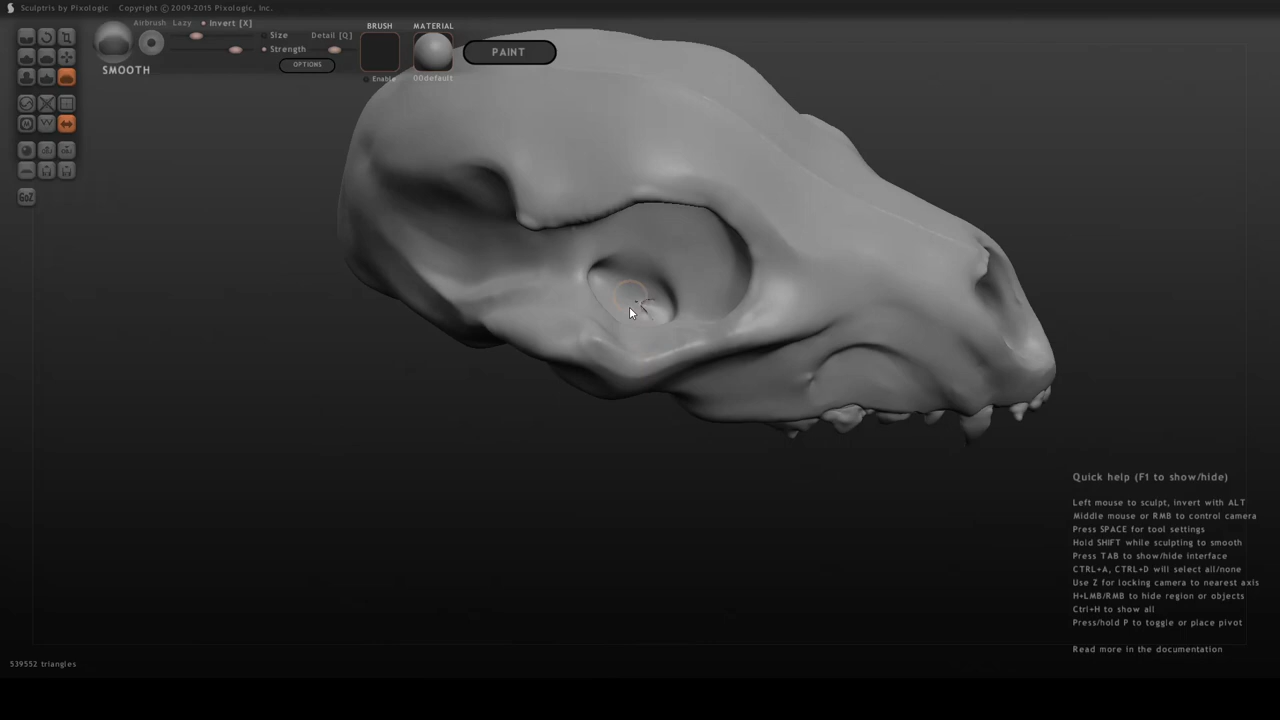 Sculptris by Pixologic Copyright © 2009-2015 Pixologic, Inc.
Airbrush Lazy Invert [X]
Size Detail [Q]
Strength
OPTIONS
SMOOTH
BRUSH
Enable
MATERIAL
00default
PAINT
GoZ
Quick help (F1 to show/hide)
Left mouse to sculpt, invert with ALT
Middle mouse or RMB to control camera
Press SPACE for tool settings
Hold SHIFT while sculpting to smooth
Press TAB to show/hide interface
CTRL+A, CTRL+D will select all/none
Use Z for locking camera to nearest axis
H+LMB/RMB to hide region or objects
Ctrl+H to show all
Press/hold P to toggle or place pivot
Read more in the documentation
539552 triangles